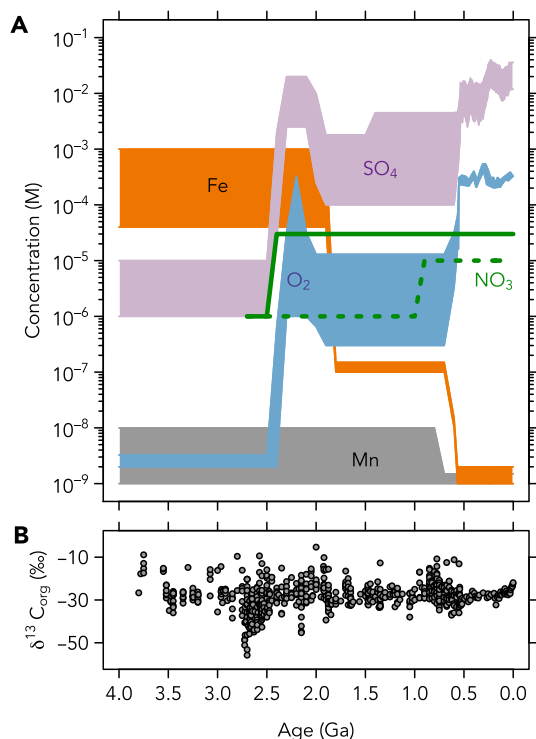 A
10⁻¹
10⁻²
10⁻³
10⁻⁴
10⁻⁵
10⁻⁶
10⁻⁷
10⁻⁸
10⁻⁹
Concentration (M)
Fe
SO₄
O₂
NO₃
Mn
B
−10
−30
−50
δ¹³ C_org (‰)
4.0 3.5 3.0 2.5 2.0 1.5 1.0 0.5 0.0
Age (Ga)